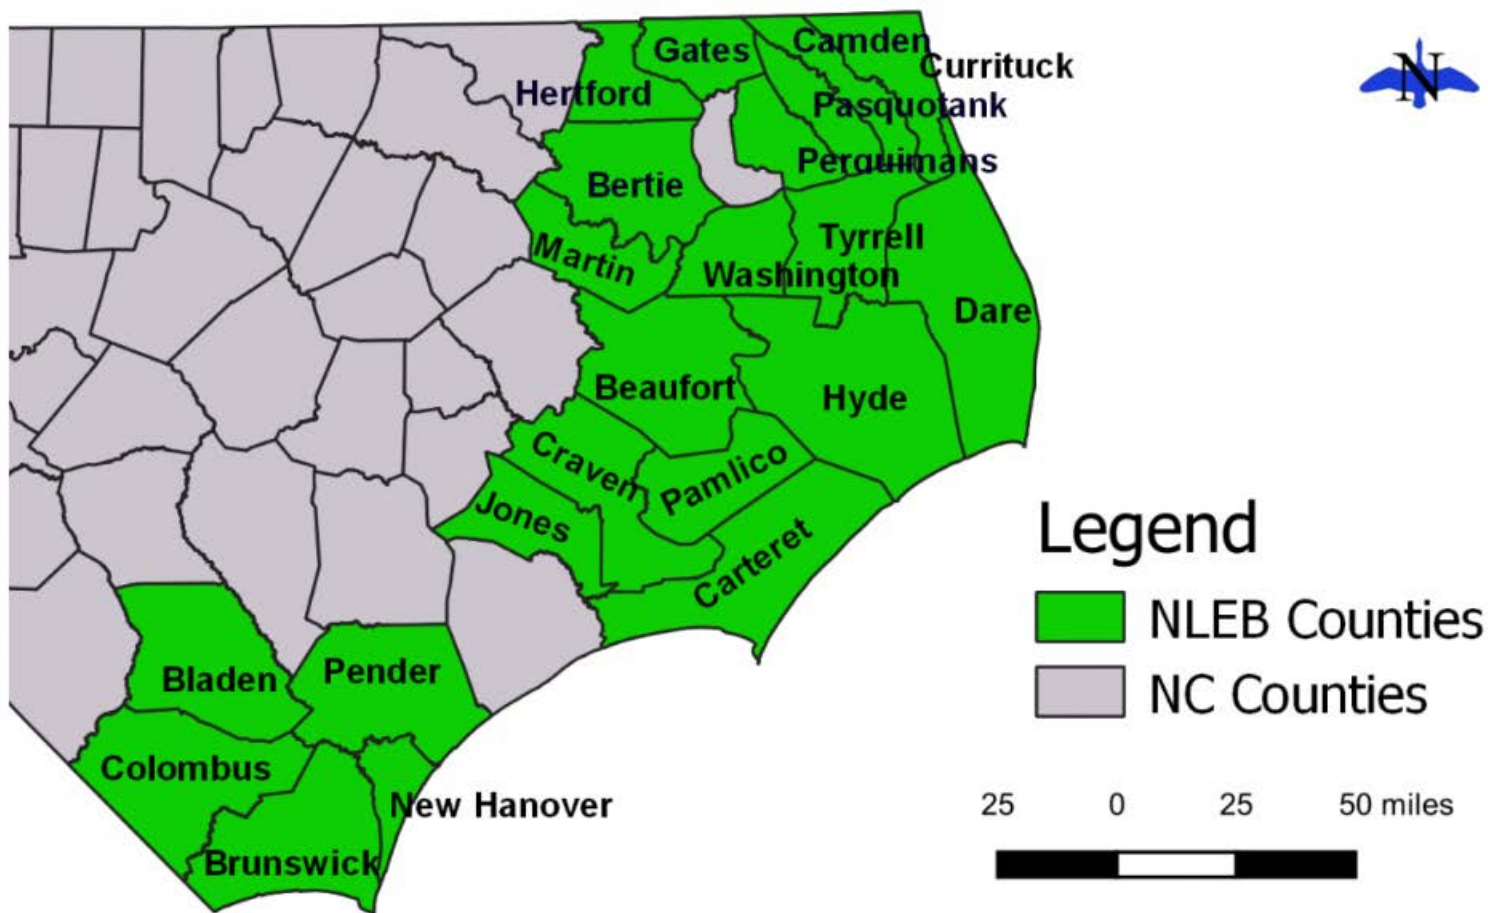 Gates
Camden
Currituck
N
Hertford
Pasquotank
Perquimans
Bertie
Tyrrell
Martin
Washington
Dare
Beaufort
Hyde
Craven
Pamlico
Jones
Carteret
Legend
NLEB Counties
NC Counties
Bladen
Pender
Colombus
New Hanover
Brunswick
25 0 25 50 miles